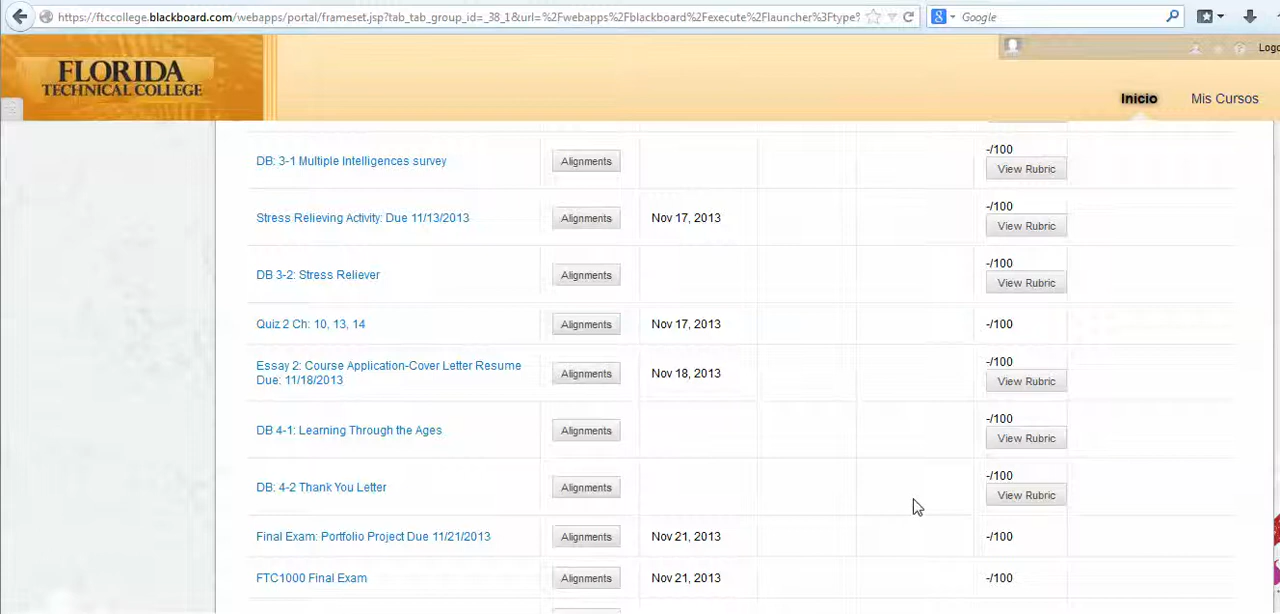 https://ftccollege.blackboard.com/webapps/portal/frameset.jsp?tab_tab_group_id=_38_1&url=%2Fwebapps%2Fblackboard%2Fexecute%2Flauncher%3Ftype%
Google
FLORIDA
TECHNICAL COLLEGE
Logo
Inicio
Mis Cursos
DB: 3-1 Multiple Intelligences survey
Alignments
-/100
View Rubric
Stress Relieving Activity: Due 11/13/2013
Alignments
Nov 17, 2013
-/100
View Rubric
DB 3-2: Stress Reliever
Alignments
-/100
View Rubric
Quiz 2 Ch: 10, 13, 14
Alignments
Nov 17, 2013
-/100
Essay 2: Course Application-Cover Letter Resume
Due: 11/18/2013
Alignments
Nov 18, 2013
-/100
View Rubric
DB 4-1: Learning Through the Ages
Alignments
-/100
View Rubric
DB: 4-2 Thank You Letter
Alignments
-/100
View Rubric
Final Exam: Portfolio Project Due 11/21/2013
Alignments
Nov 21, 2013
-/100
FTC1000 Final Exam
Alignments
Nov 21, 2013
-/100